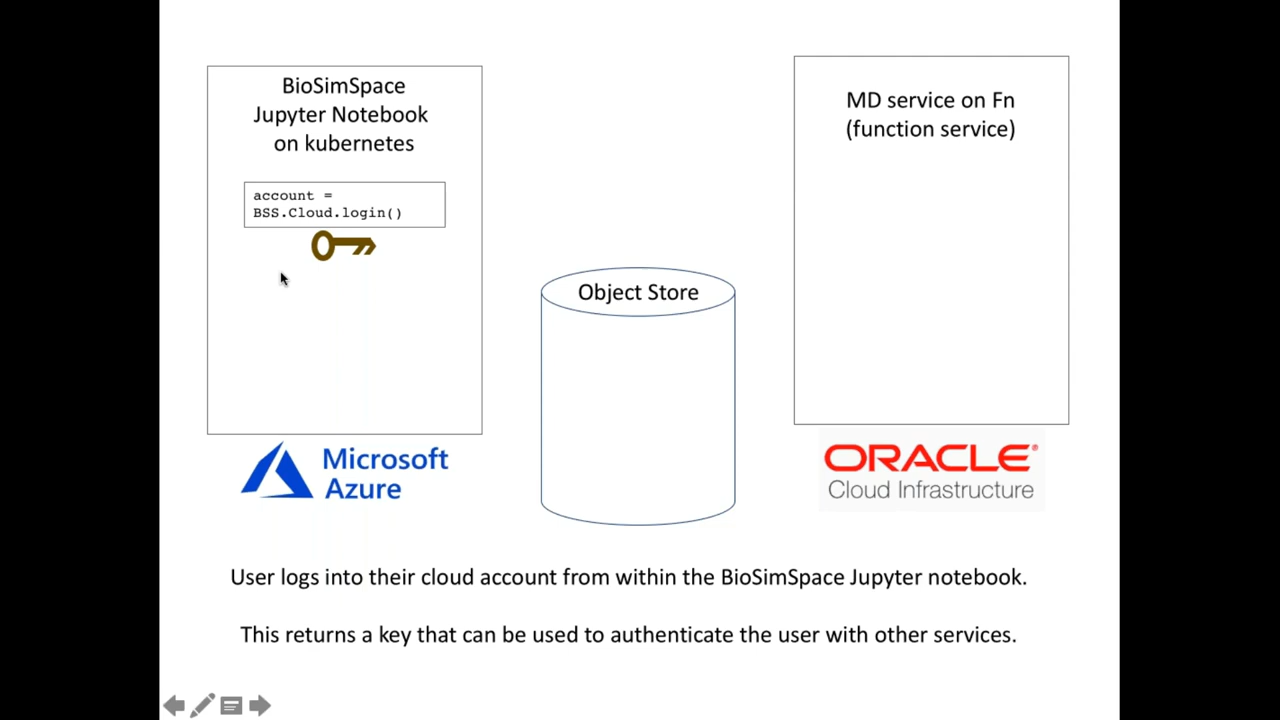 BioSimSpace
Jupyter Notebook
on kubernetes
account =
BSS.Cloud.login()
Microsoft
Azure
Object Store
MD service on Fn
(function service)
ORACLE®
Cloud Infrastructure
User logs into their cloud account from within the BioSimSpace Jupyter notebook.
This returns a key that can be used to authenticate the user with other services.